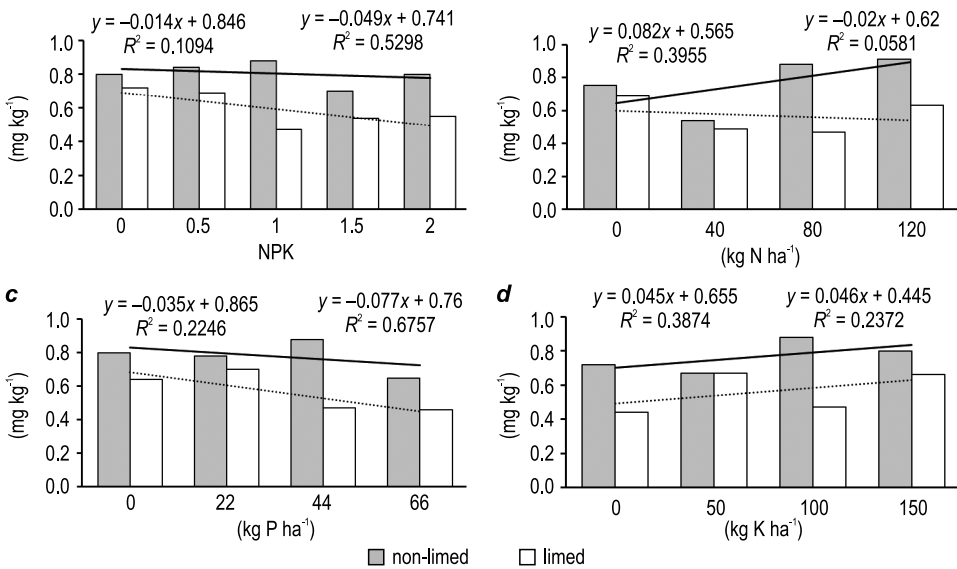 y = –0.014x + 0.846
R² = 0.1094
y = –0.049x + 0.741
R² = 0.5298
(mg kg⁻¹)
1.0
0.8
0.6
0.4
0.2
0.0
0 0.5 1 1.5 2
NPK
y = 0.082x + 0.565
R² = 0.3955
y = –0.02x + 0.62
R² = 0.0581
(mg kg⁻¹)
1.0
0.8
0.6
0.4
0.2
0.0
0 40 80 120
(kg N ha⁻¹)
c
y = –0.035x + 0.865
R² = 0.2246
y = –0.077x + 0.76
R² = 0.6757
(mg kg⁻¹)
1.0
0.8
0.6
0.4
0.2
0.0
0 22 44 66
(kg P ha⁻¹)
d
y = 0.045x + 0.655
R² = 0.3874
y = 0.046x + 0.445
R² = 0.2372
(mg kg⁻¹)
1.0
0.8
0.6
0.4
0.2
0.0
0 50 100 150
(kg K ha⁻¹)
non-limed limed